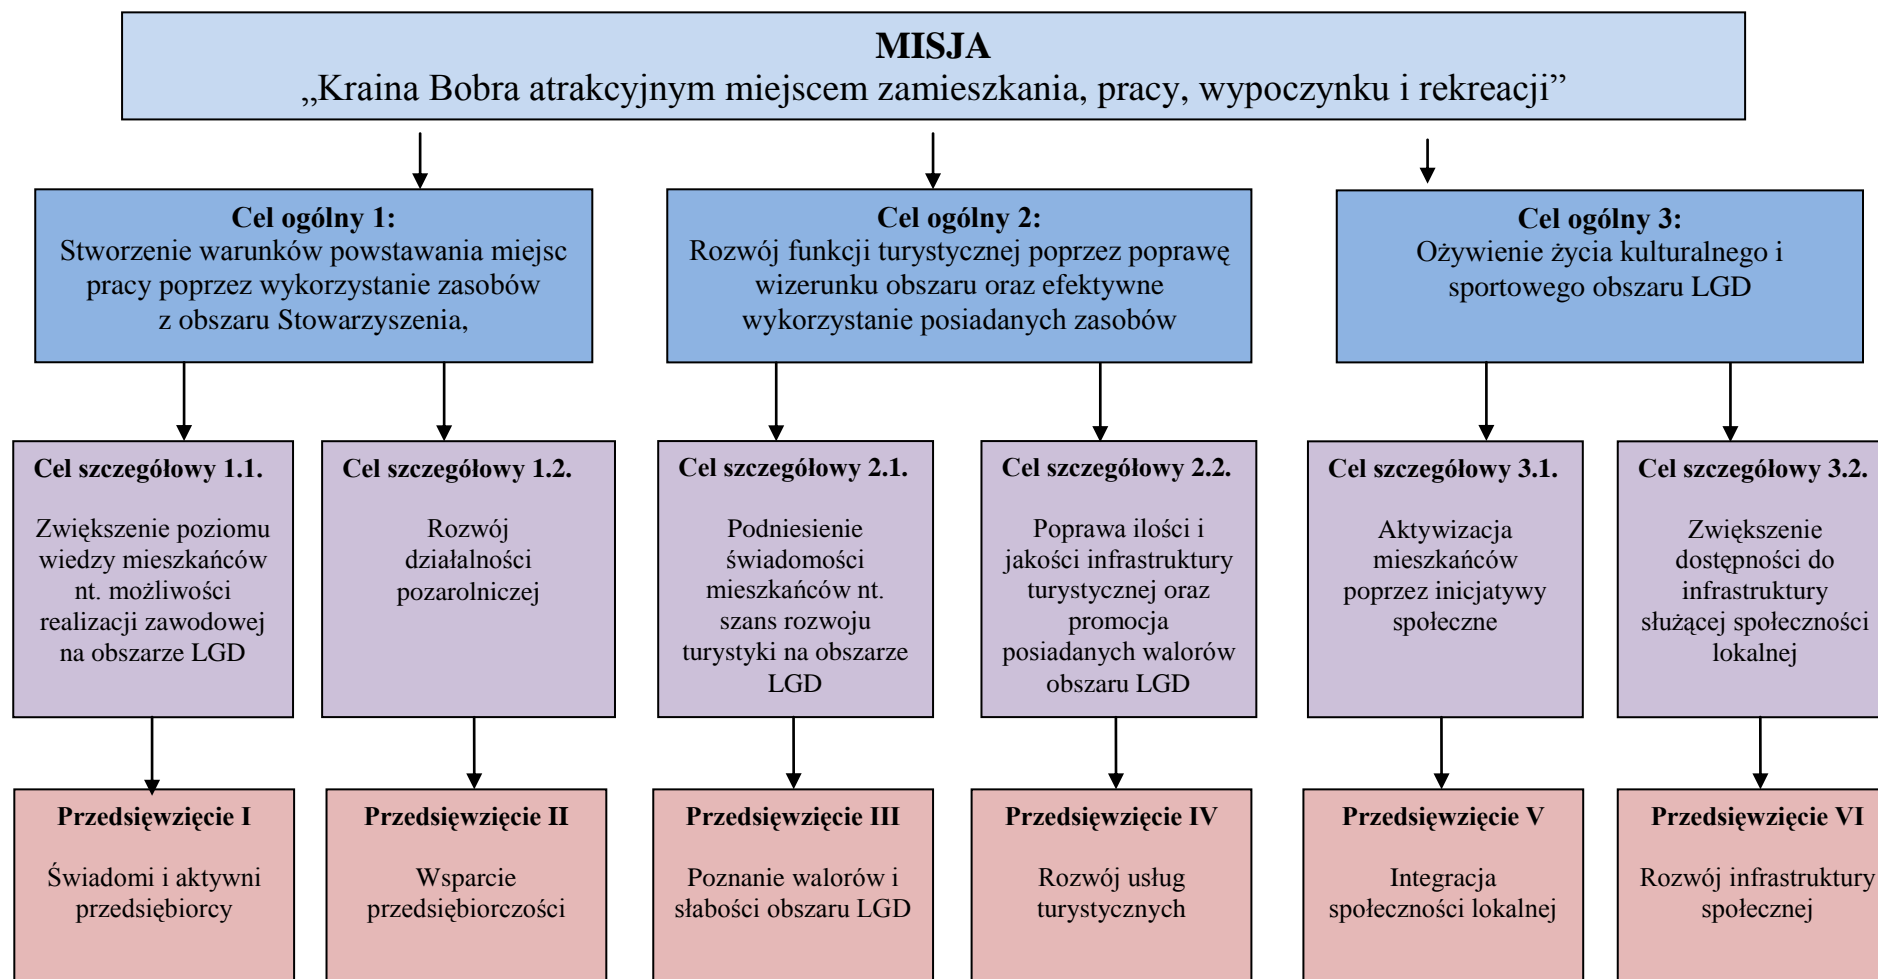 MISJA
„Kraina Bobra atrakcyjnym miejscem zamieszkania, pracy, wypoczynku i rekreacji”
Cel ogólny 1:
Stworzenie warunków powstawania miejsc
pracy poprzez wykorzystanie zasobów
z obszaru Stowarzyszenia,
Cel ogólny 2:
Rozwój funkcji turystycznej poprzez poprawę
wizerunku obszaru oraz efektywne
wykorzystanie posiadanych zasobów
Cel ogólny 3:
Ożywienie życia kulturalnego i
sportowego obszaru LGD
Cel szczegółowy 1.1.
Zwiększenie poziomu
wiedzy mieszkańców
nt. możliwości
realizacji zawodowej
na obszarze LGD
Cel szczegółowy 1.2.
Rozwój
działalności
pozarolniczej
Cel szczegółowy 2.1.
Podniesienie
świadomości
mieszkańców nt.
szans rozwoju
turystyki na obszarze
LGD
Cel szczegółowy 2.2.
Poprawa ilości i
jakości infrastruktury
turystycznej oraz
promocja
posiadanych walorów
obszaru LGD
Cel szczegółowy 3.1.
Aktywizacja
mieszkańców
poprzez inicjatywy
społeczne
Cel szczegółowy 3.2.
Zwiększenie
dostępności do
infrastruktury
służącej społeczności
lokalnej
Przedsięwzięcie I
Świadomi i aktywni
przedsiębiorcy
Przedsięwzięcie II
Wsparcie
przedsiębiorczości
Przedsięwzięcie III
Poznanie walorów i
słabości obszaru LGD
Przedsięwzięcie IV
Rozwój usług
turystycznych
Przedsięwzięcie V
Integracja
społeczności lokalnej
Przedsięwzięcie VI
Rozwój infrastruktury
społecznej